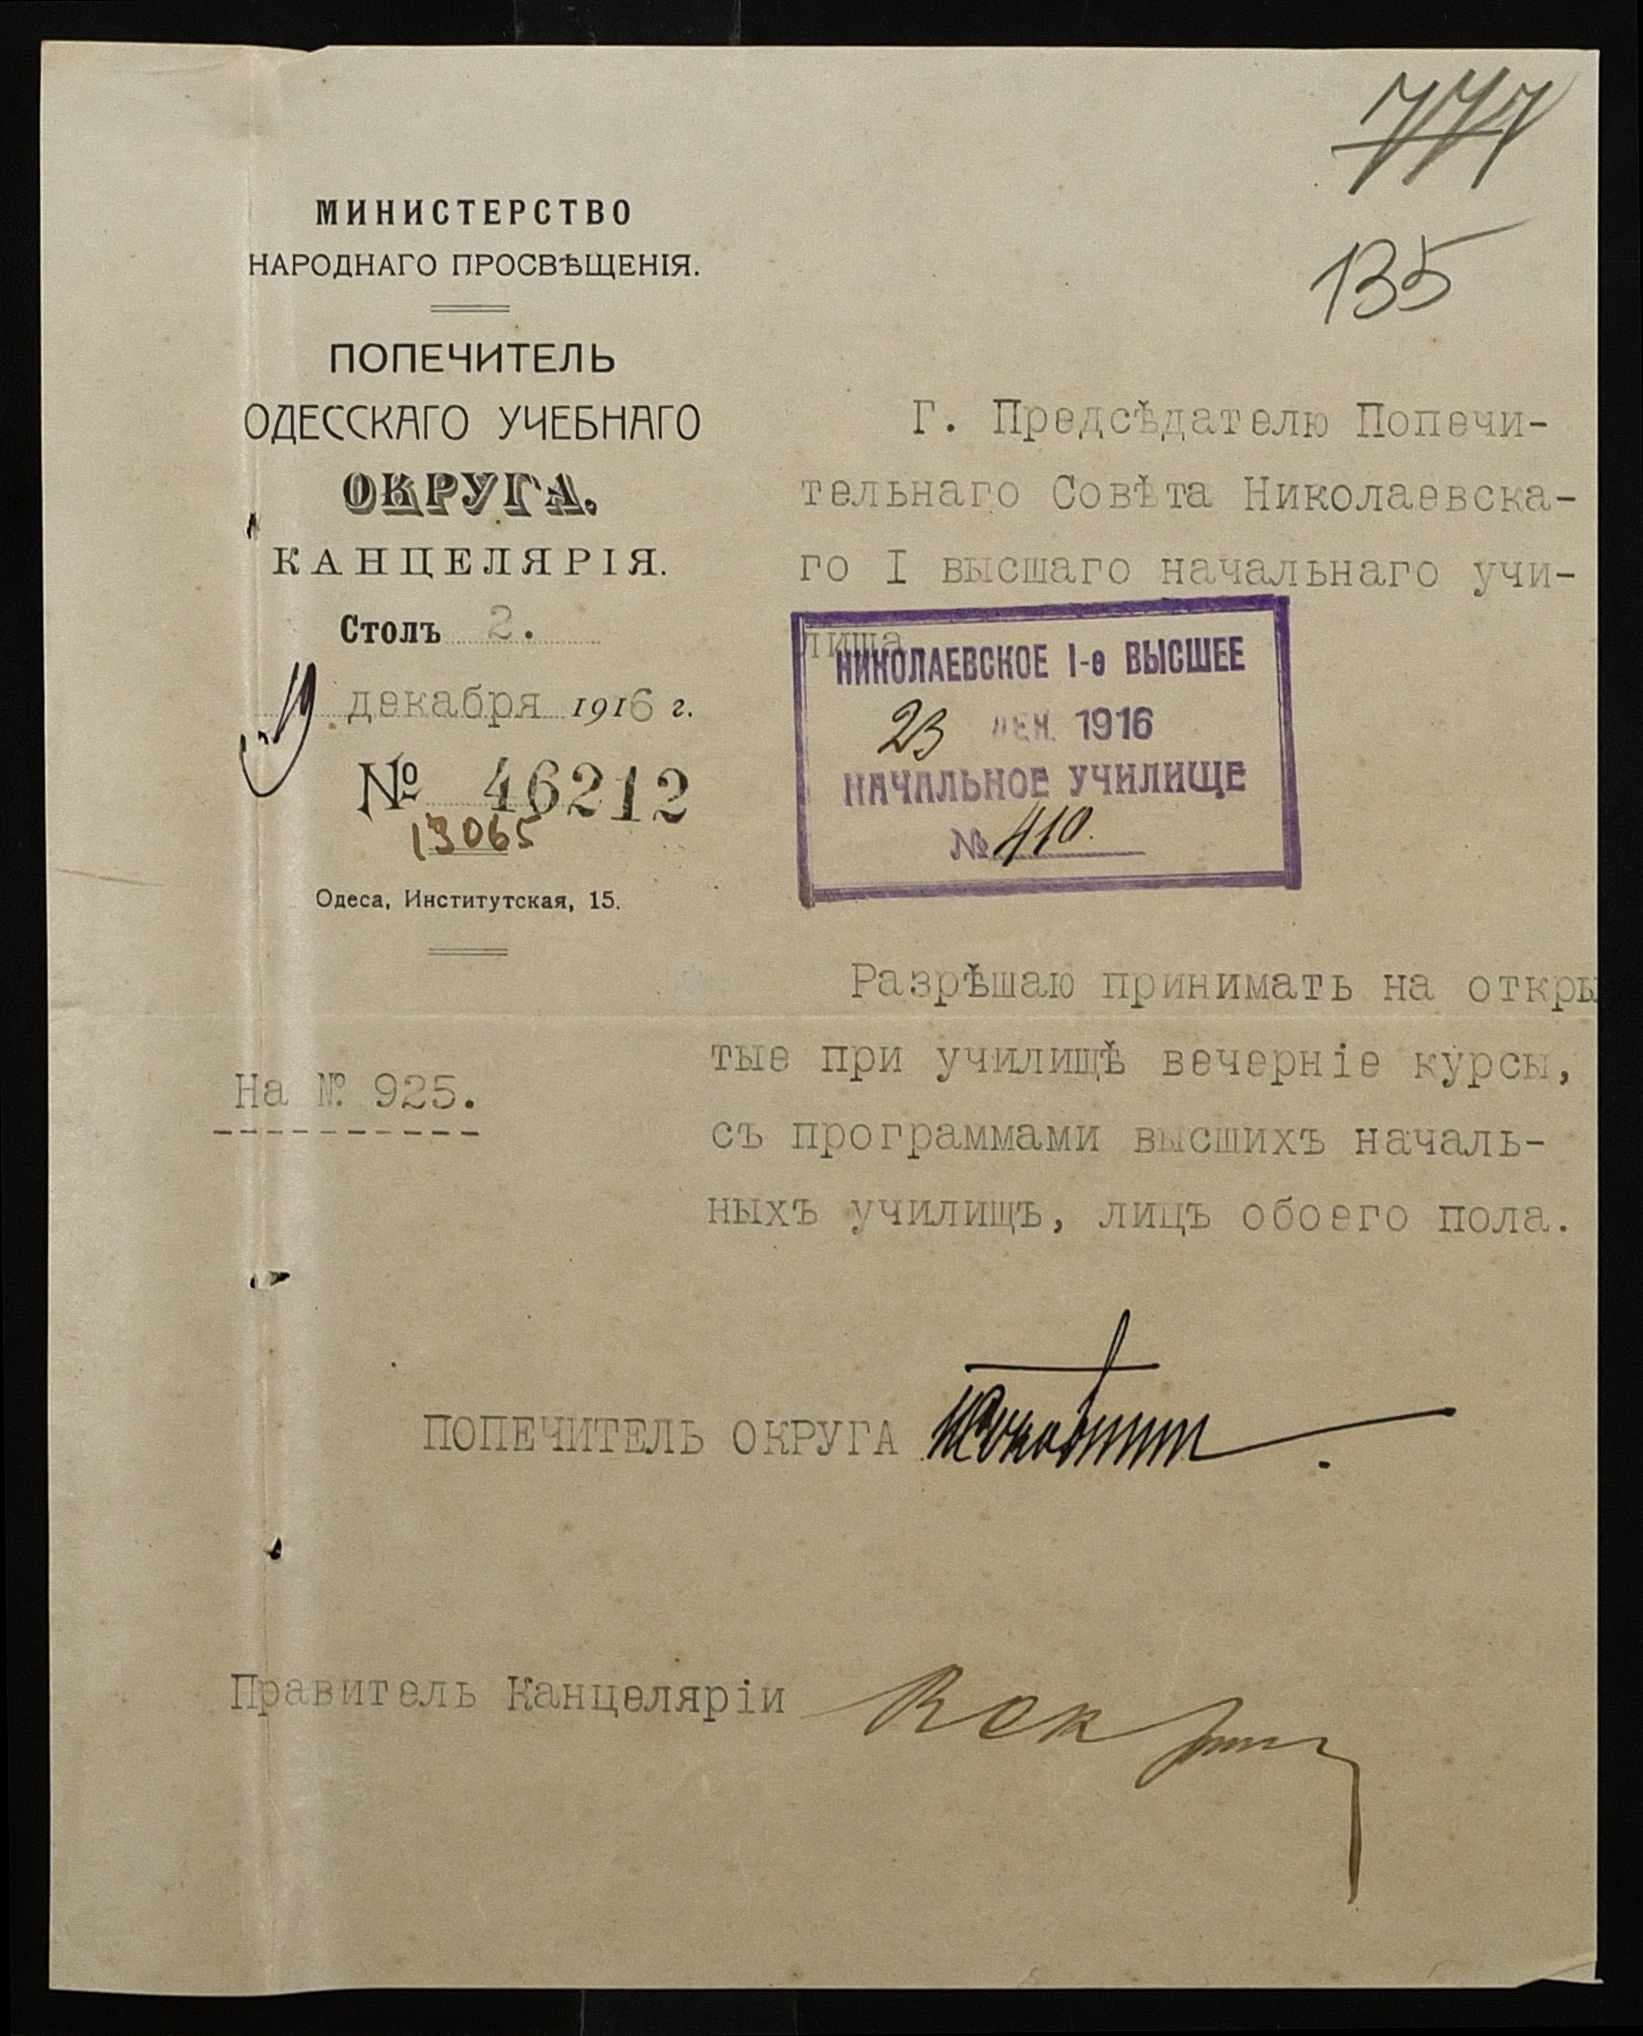 777
135
МИНИСТЕРСТВО
НАРОДНАГО ПРОСВѢЩЕНІЯ.
ПОПЕЧИТЕЛЬ
ОДЕССКАГО УЧЕБНАГО
ОКРУГА.
КАНЦЕЛЯРІЯ.
Столъ 2.
19 декабря 1916 г.
№ 46212
13065
Одеса, Институтская, 15.
На № 925.
Г. Предсѣдателю Попечи-
тельнаго Совѣта Николаевска-
го I высшаго начальнаго учи-
лища
НИКОЛАЕВСКОЕ I-е ВЫСШЕЕ
23 ДЕК. 1916
НАЧАЛЬНОЕ УЧИЛИЩЕ
№ 410.
Разрѣшаю принимать на откры
тые при училищѣ вечерніе курсы,
съ программами высшихъ началь-
ныхъ училищъ, лицъ обоего пола.
ПОПЕЧИТЕЛЬ ОКРУГА
Правитель Канцеляріи